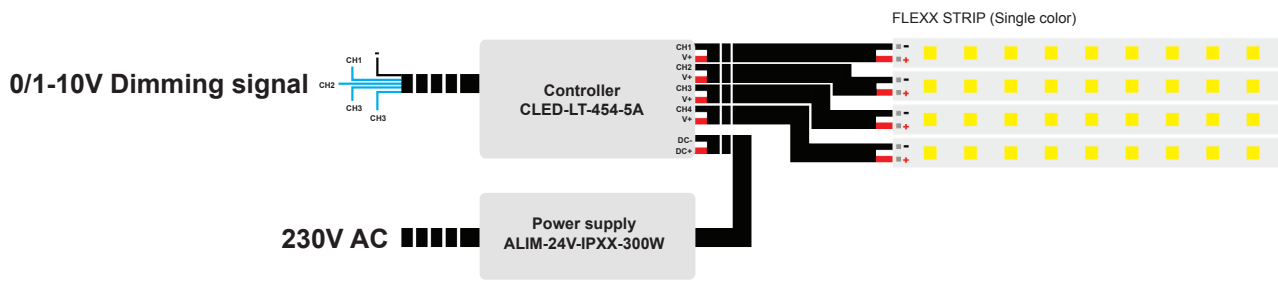 FLEXX STRIP (Single color)
0/1-10V Dimming signal
CH1
-
CH2
CH3
CH3
Controller
CLED-LT-454-5A
CH1
V+
CH2
V+
CH3
V+
CH4
V+
DC-
DC+
-
+
-
+
-
+
-
+
230V AC
Power supply
ALIM-24V-IPXX-300W